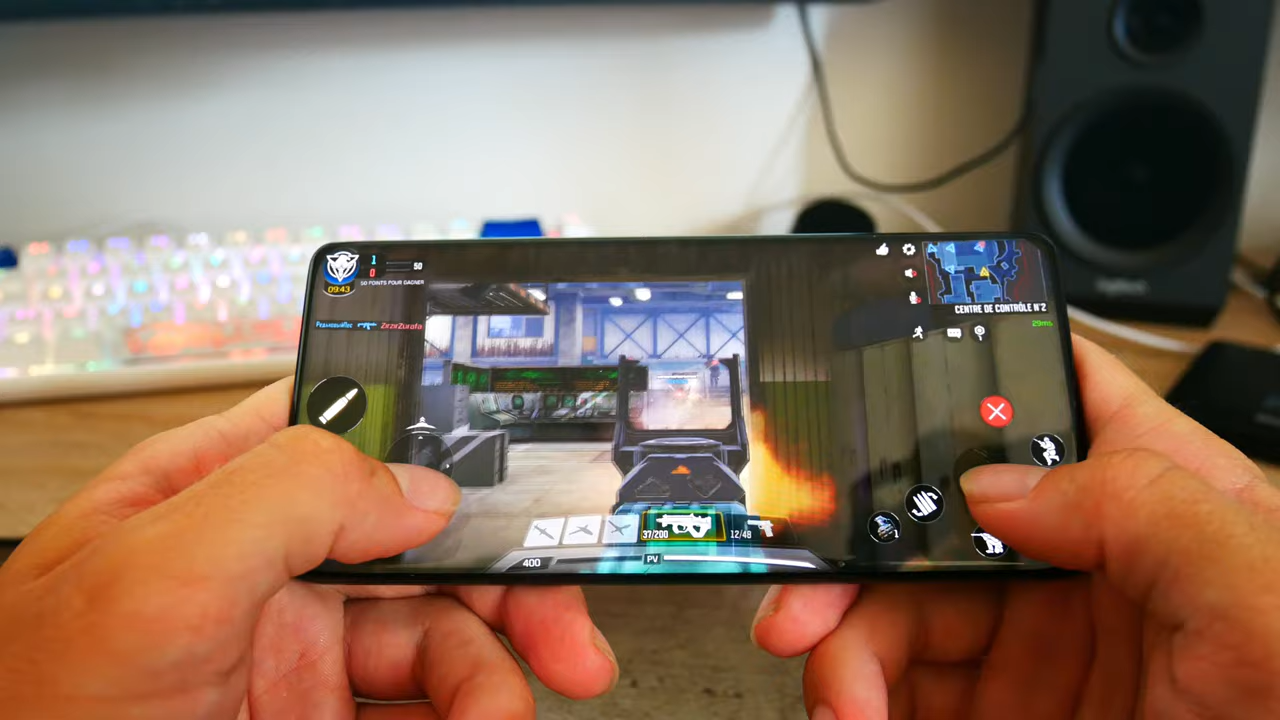 1
0
50
09:43
50 POINTS POUR GAGNER
CENTRE DE CONTRÔLE N°2
29ms
37/200
12/48
1
400
PV